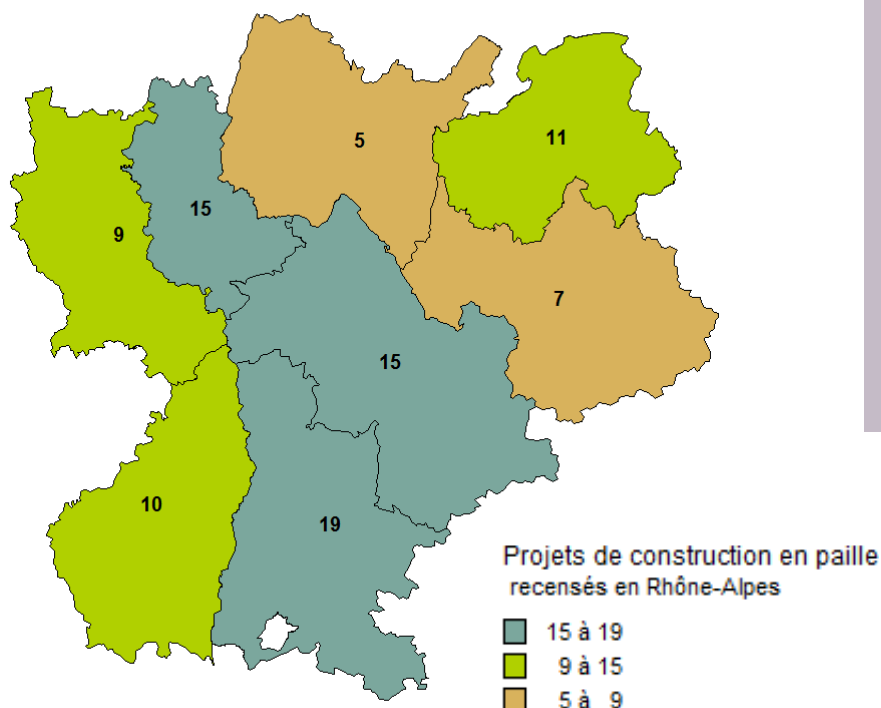 5
11
15
9
7
15
10
19
Projets de construction en paille
recensés en Rhône-Alpes
15 à 19
9 à 15
5 à 9